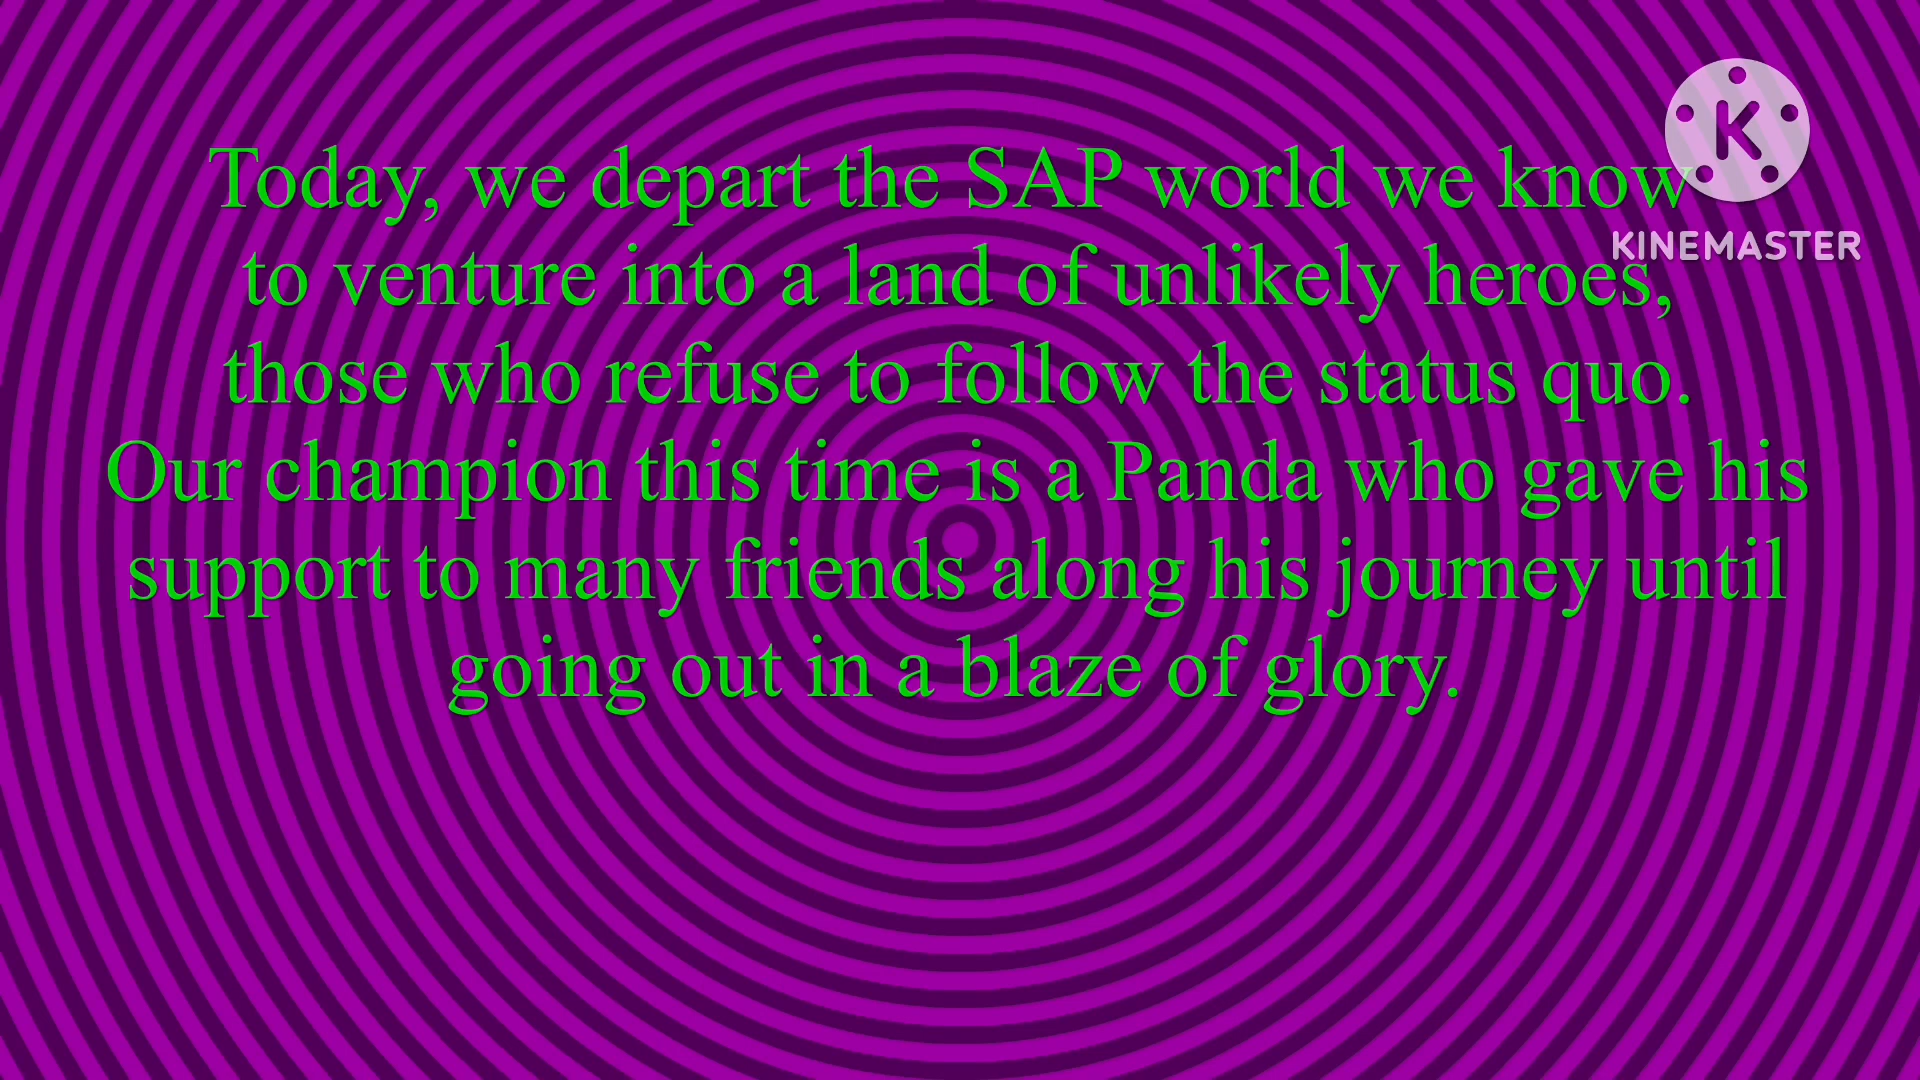 Today, we depart the SAP world we know
to venture into a land of unlikely heroes,
those who refuse to follow the status quo.
Our champion this time is a Panda who gave his
support to many friends along his journey until
going out in a blaze of glory.
K
KINEMASTER